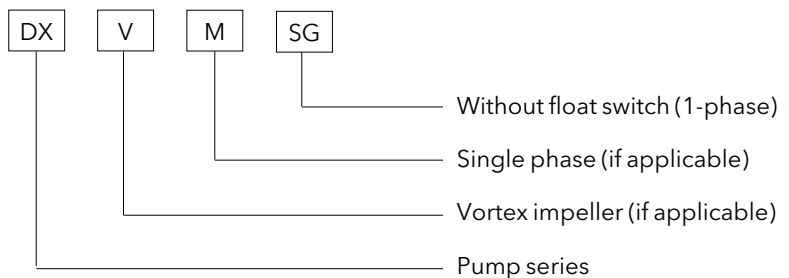 DX V M SG
Without float switch (1-phase)
Single phase (if applicable)
Vortex impeller (if applicable)
Pump series